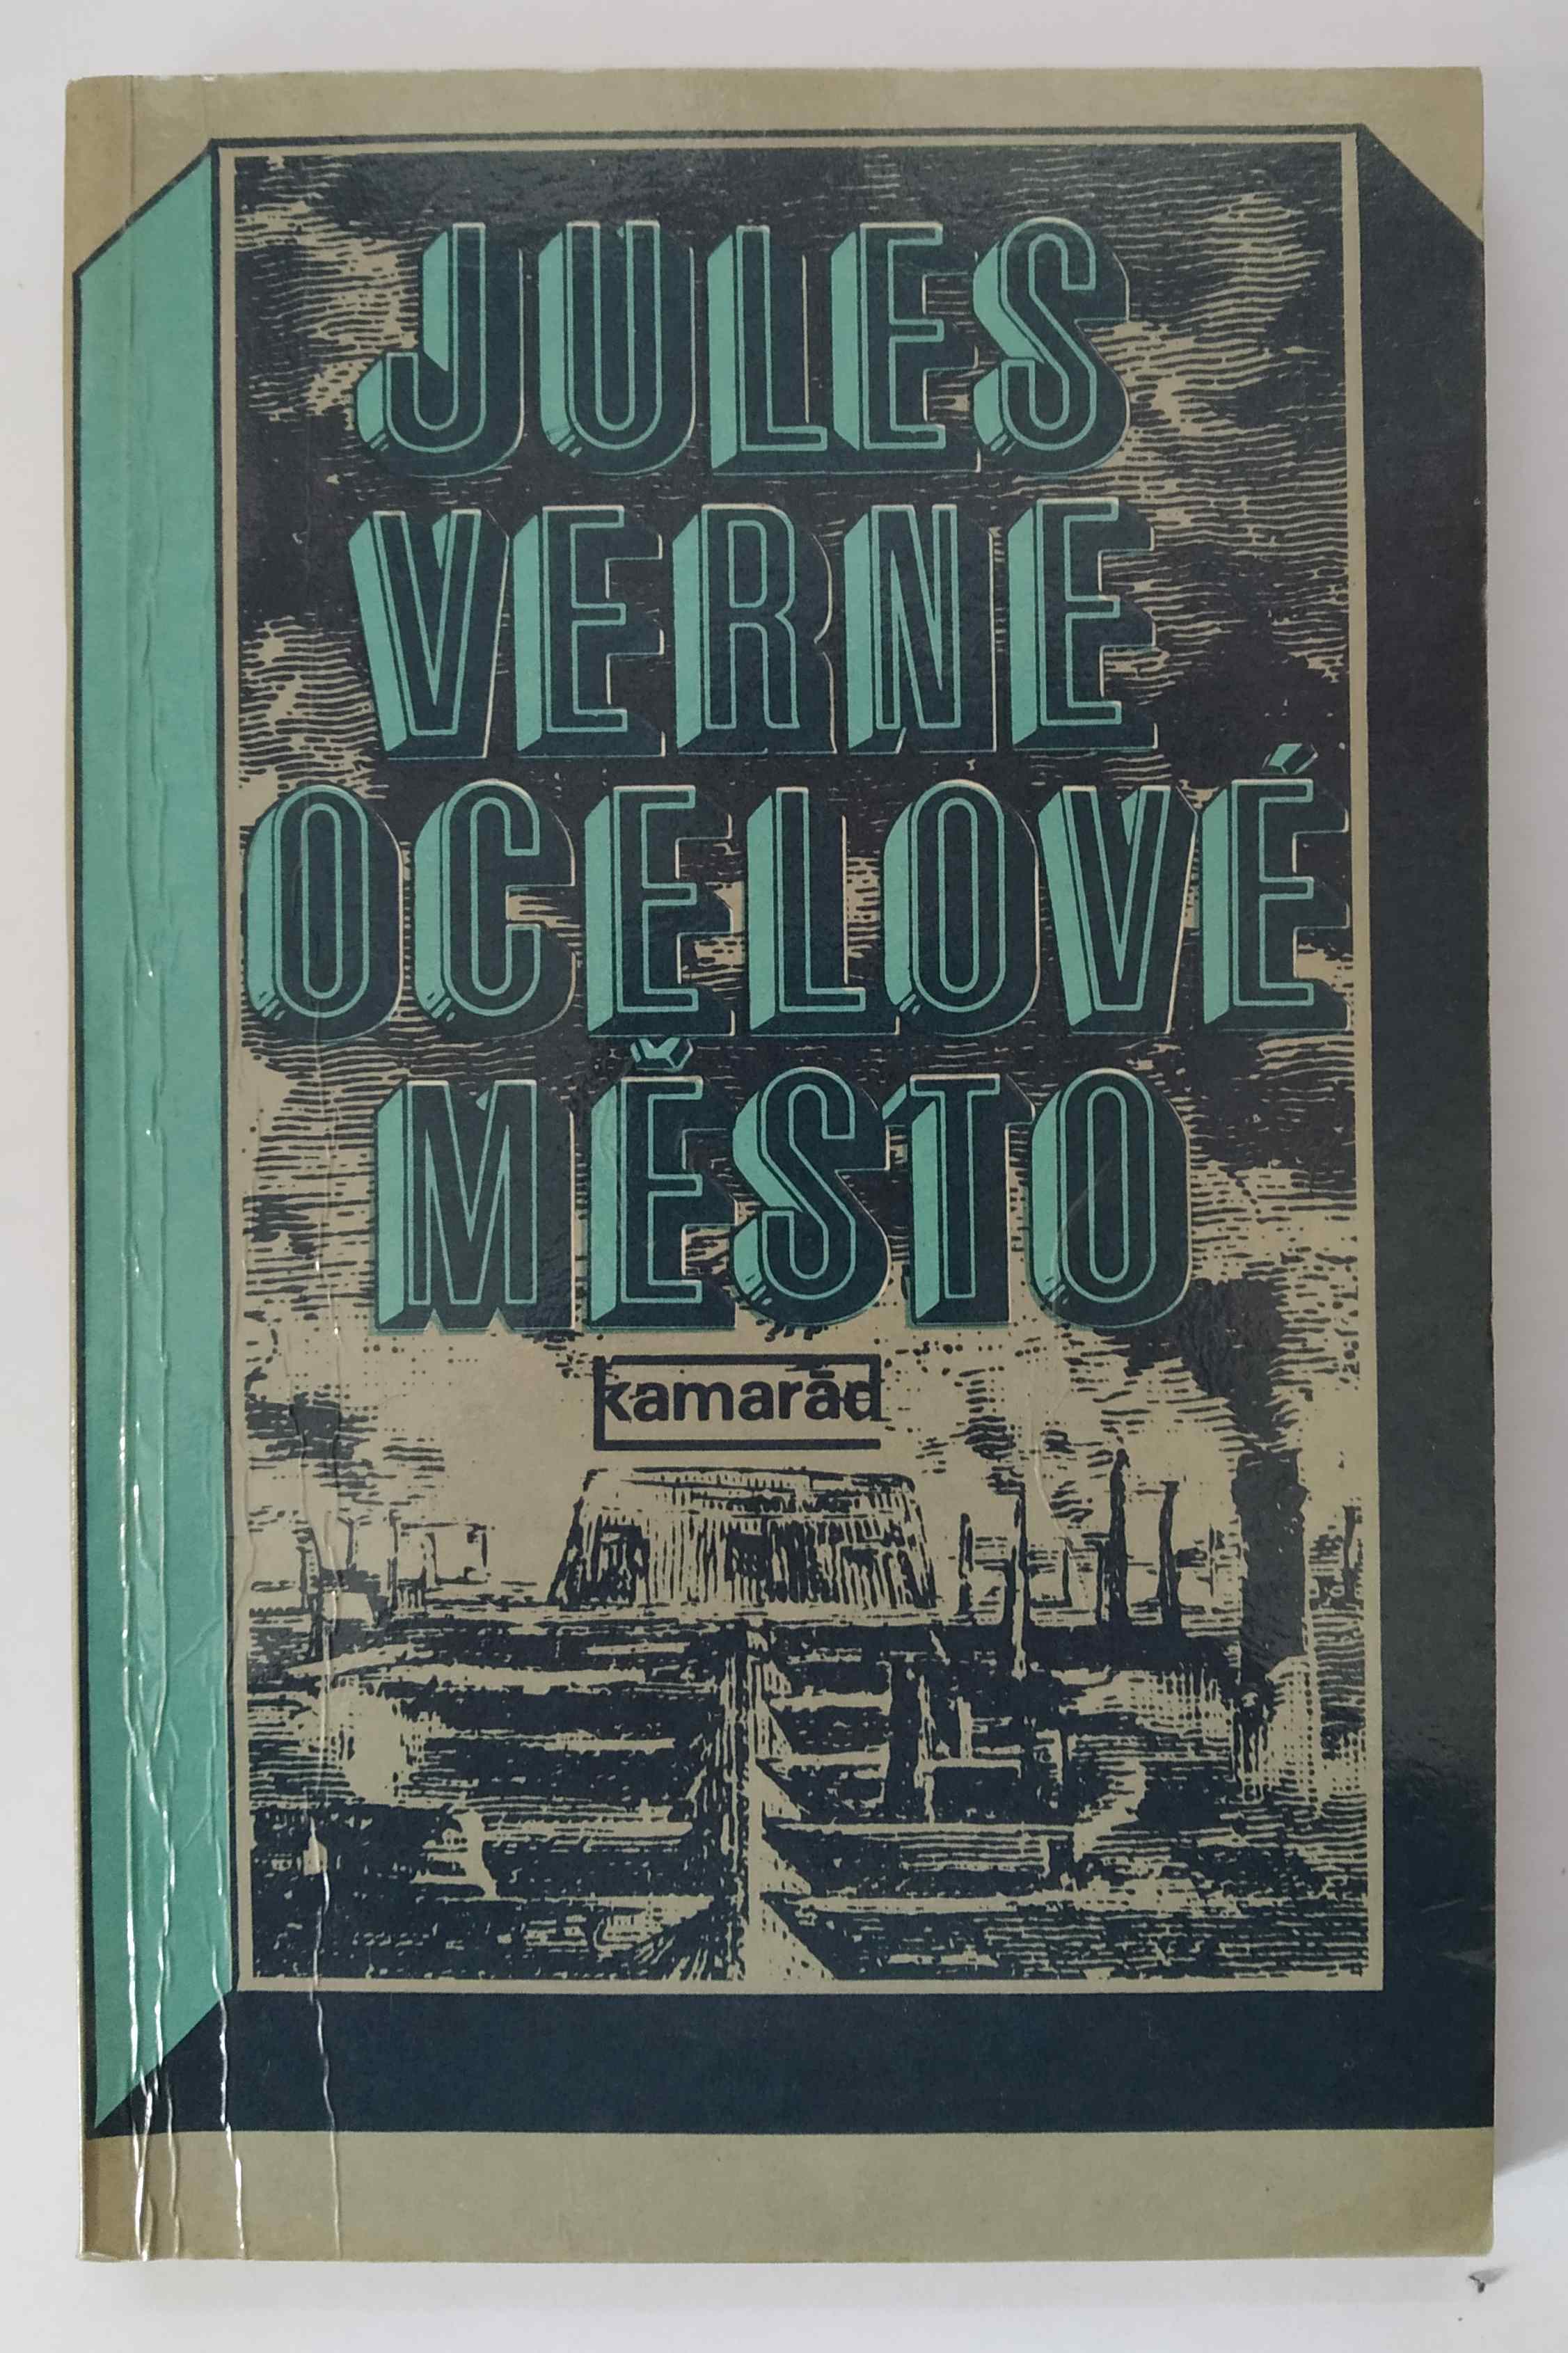 JULES
VERNE
OCELOVÉ
MĚSTO
kamarád